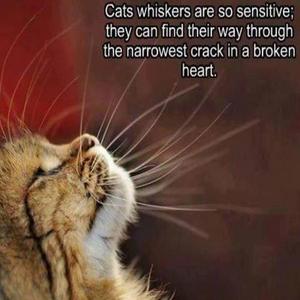 Cats whiskers are so sensitive;
they can find their way through
the narrowest crack in a broken
heart.